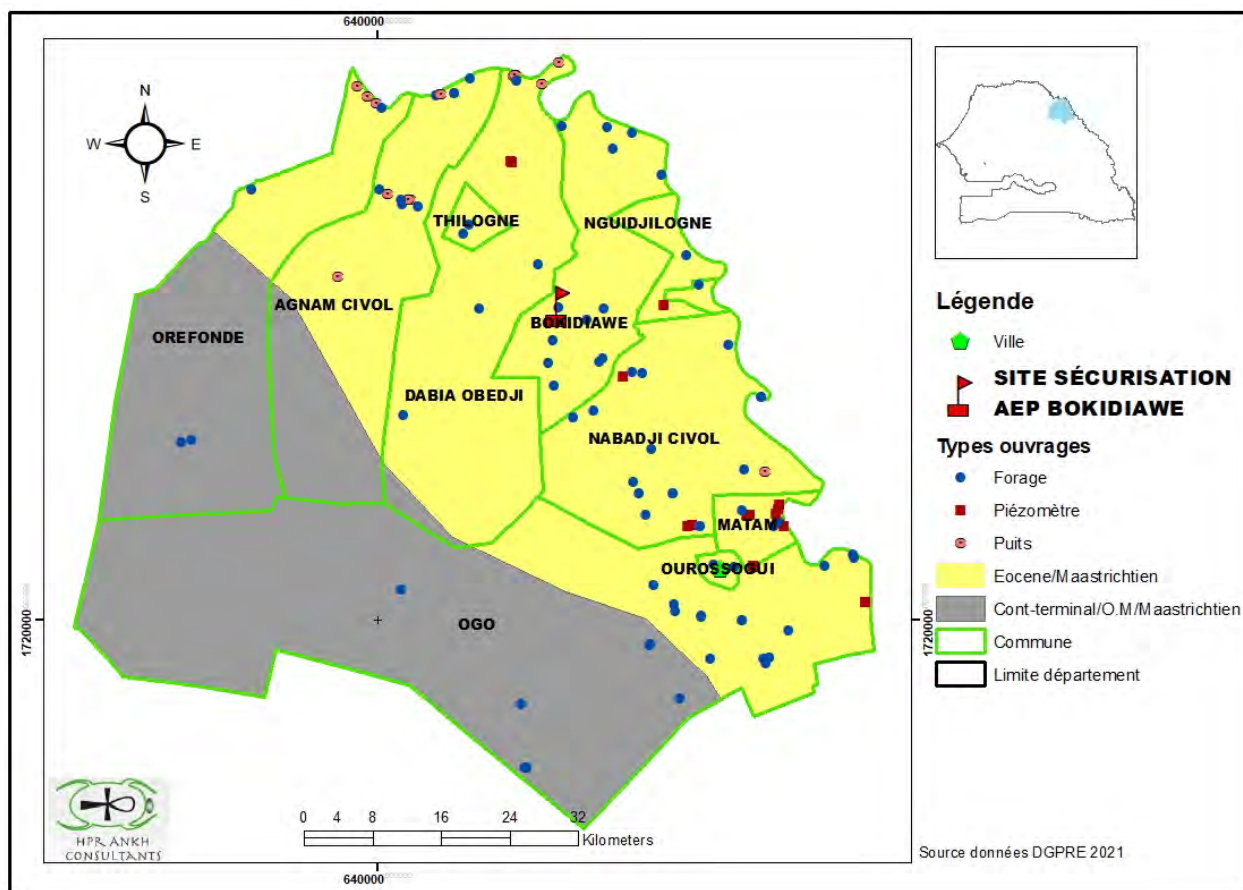 640000
N
W E
S
THILOGNE
NGUIDJILOGNE
AGNAM CIVOL
OREFONDE
BOKIDIAWE
DABIA OBEDJI
NABADJI CIVOL
MATAM
OUROSSOGUI
OGO
1720000
1720000
0 4 8 16 24 32
Kilometers
HPR ANKH
CONSULTANTS
640000
Légende
Ville
SITE SÉCURISATION
AEP BOKIDIAWE
Types ouvrages
Forage
Piézomètre
Puits
Eocene/Maastrichtien
Cont-terminal/O.M/Maastrichtien
Commune
Limite département
Source données DGPRE 2021